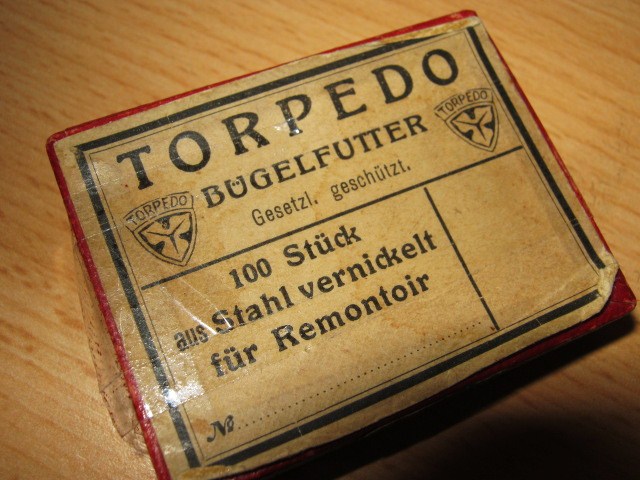 TORPEDO
BÜGELFUTTER
Gesetzl. geschützt.
TORPEDO
TORPEDO
100 Stück
aus Stahl vernickelt
für Remontoir
№